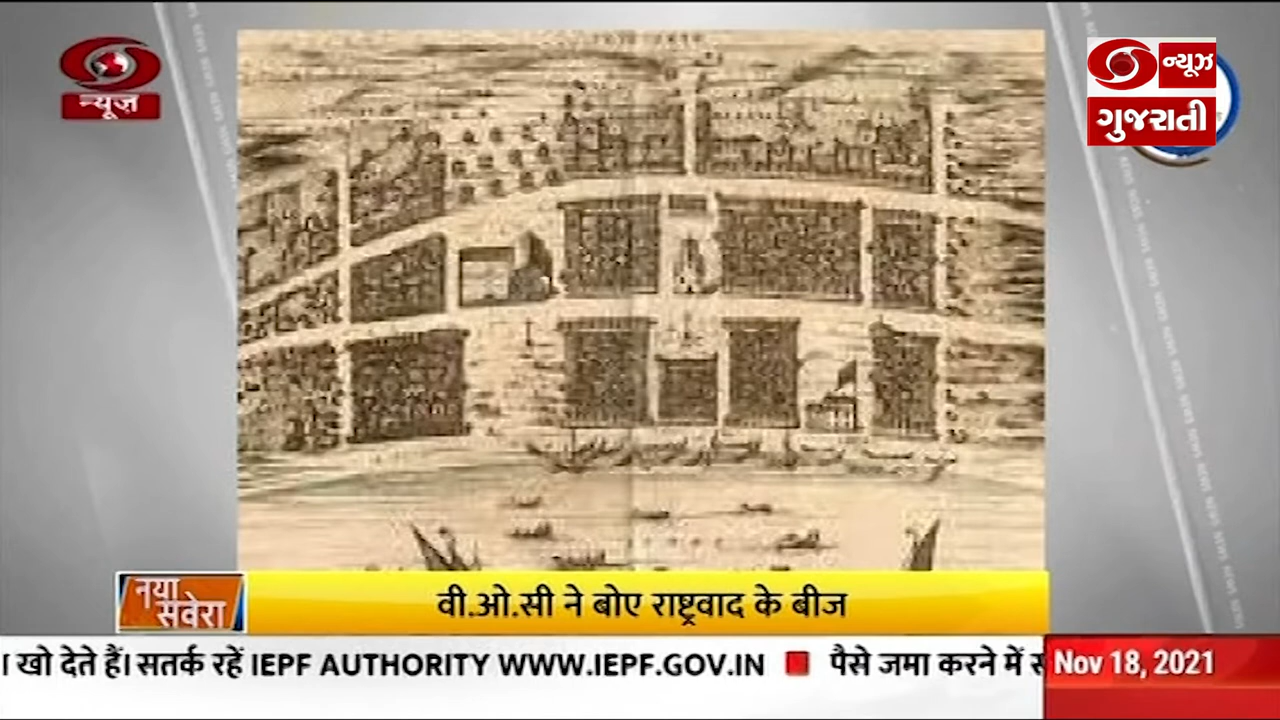 न्यूज़
न्यूज़
ગુજરાતી
नया
सवेरा
वी.ओ.सी ने बोए राष्ट्रवाद के बीज
खो देते हैं। सतर्क रहें IEPF AUTHORITY WWW.IEPF.GOV.IN ■ पैसे जमा करने में
Nov 18, 2021